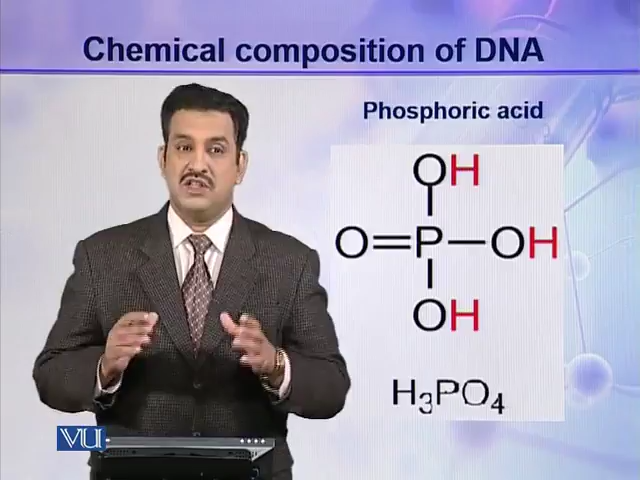 Chemical composition of DNA
Phosphoric acid
OH
O=P—OH
OH
H₃PO₄
VU